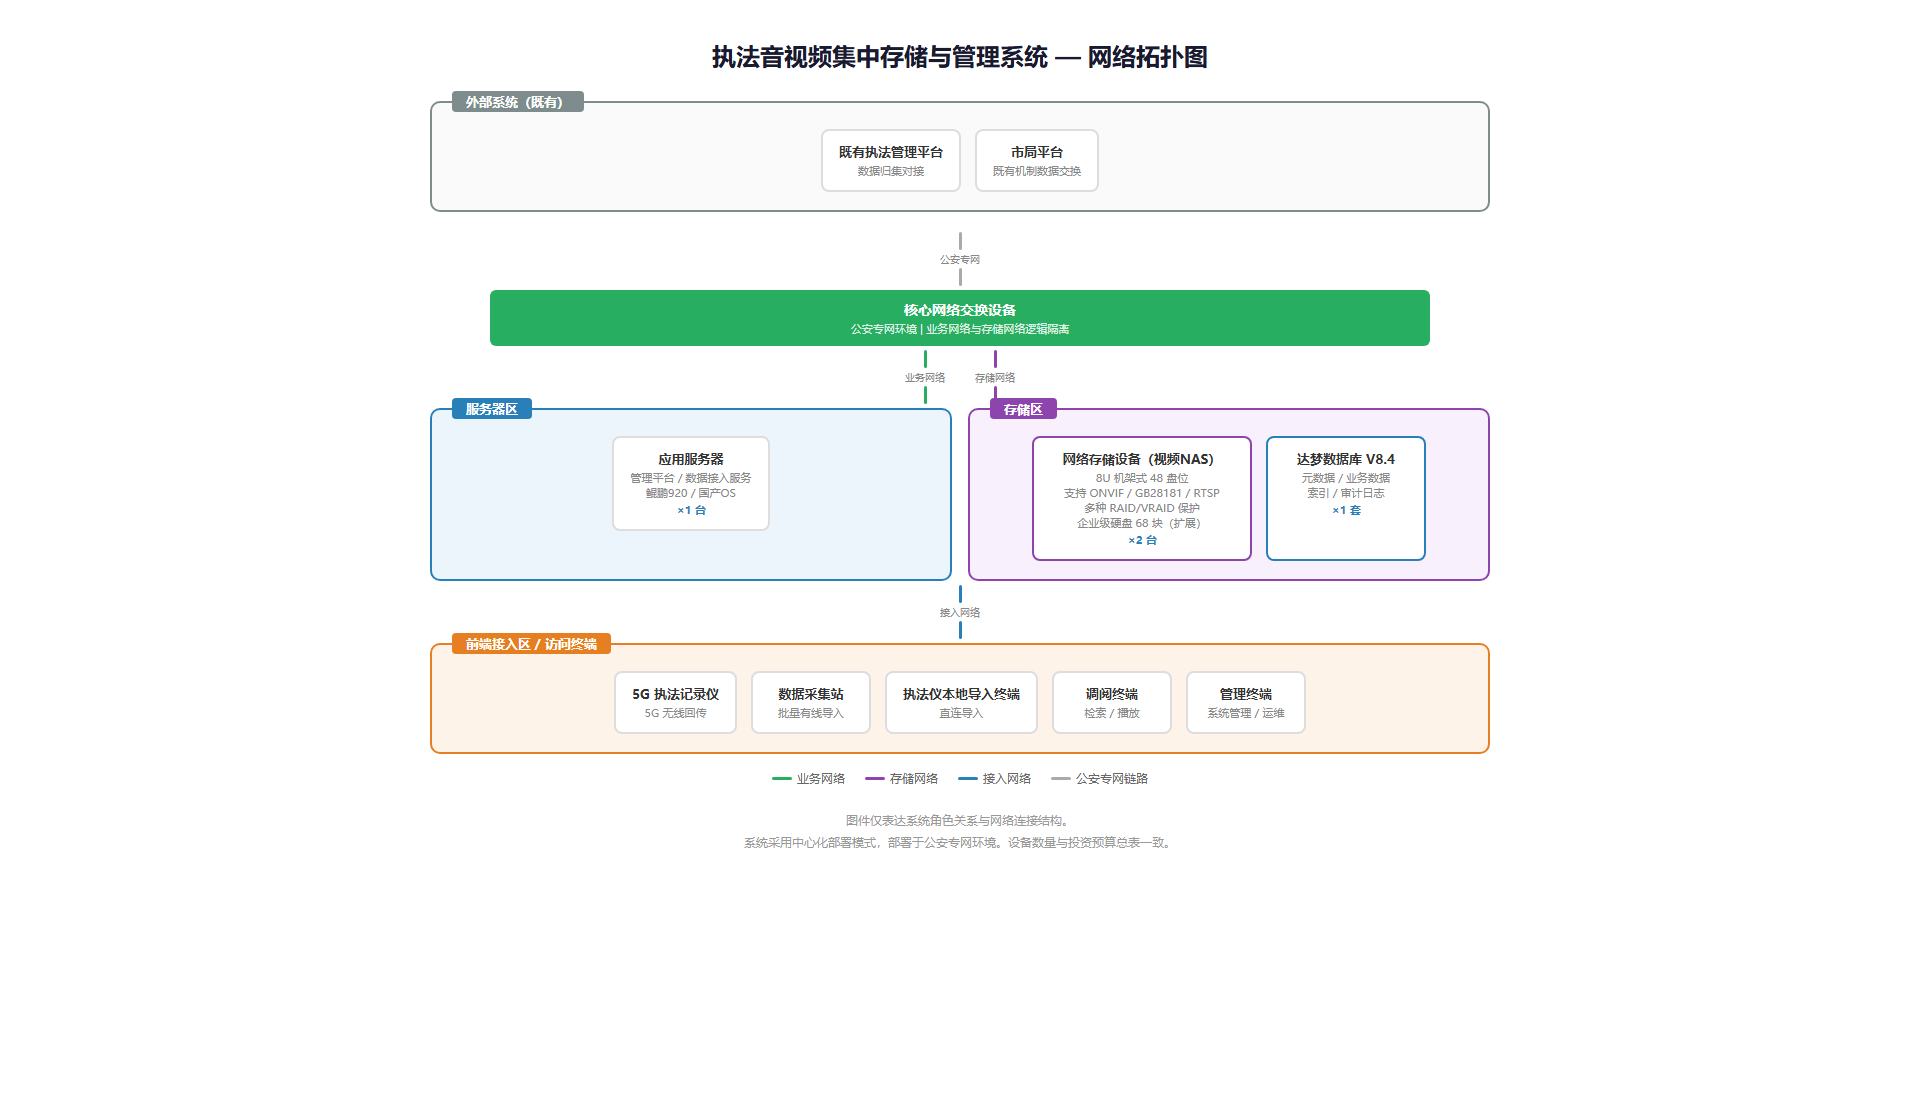 执法音视频集中存储与管理系统 — 网络拓扑图
外部系统（既有）
既有执法管理平台
数据归集对接
市局平台
既有机制数据交换
公安专网
核心网络交换设备
公安专网环境 | 业务网络与存储网络逻辑隔离
业务网络
存储网络
服务器区
应用服务器
管理平台 / 数据接入服务
鲲鹏920 / 国产OS
×1 台
存储区
网络存储设备（视频NAS）
8U 机架式 48 盘位
支持 ONVIF / GB28181 / RTSP
多种 RAID/VRAID 保护
企业级硬盘 68 块（扩展）
×2 台
达梦数据库 V8.4
元数据 / 业务数据
索引 / 审计日志
×1 套
接入网络
前端接入区 / 访问终端
5G 执法记录仪
5G 无线回传
数据采集站
批量有线导入
执法仪本地导入终端
直连导入
调阅终端
检索 / 播放
管理终端
系统管理 / 运维
业务网络
存储网络
接入网络
公安专网链路
图件仅表达系统角色关系与网络连接结构。
系统采用中心化部署模式，部署于公安专网环境。设备数量与投资预算总表一致。